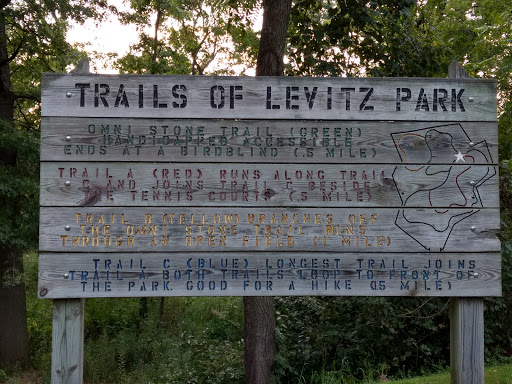 TRAILS OF LEVITZ PARK
OMNI STONE TRAIL (GREEN)
HANDICAPPED ACCESSIBLE
ENDS AT A BIRDBLIND (.5 MILE)
TRAIL A (RED) RUNS ALONG TRAIL
C AND JOINS TRAIL C BESIDE
E TENNIS COURTS (.5 MILE)
TRAIL B (YELLOW) BRANCHES OFF
THE OMNI STONE TRAIL RUNS
THROUGH AN OPEN FIELD ( MILE)
TRAIL C (BLUE) LONGEST TRAIL JOINS
TRAIL A BOTH TRAILS LOOP TO FRONT OF
THE PARK. GOOD FOR A HIKE MILE)